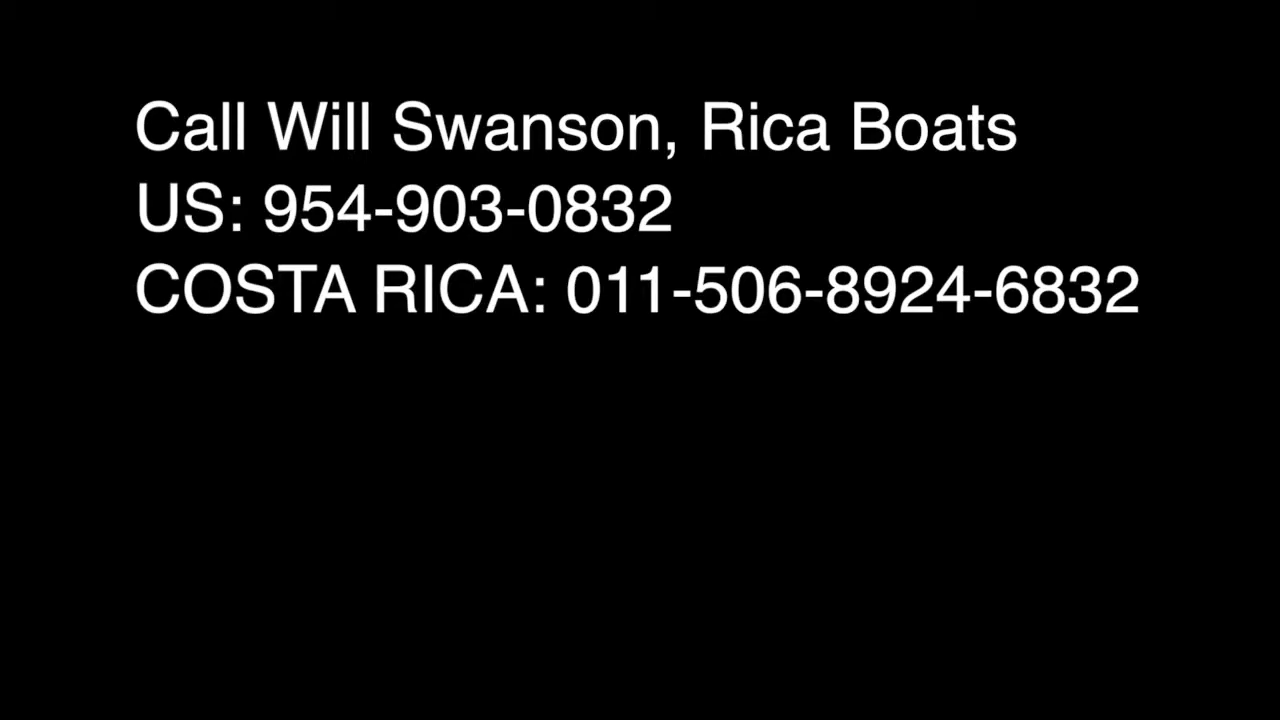 Call Will Swanson, Rica Boats
US: 954-903-0832
COSTA RICA: 011-506-8924-6832